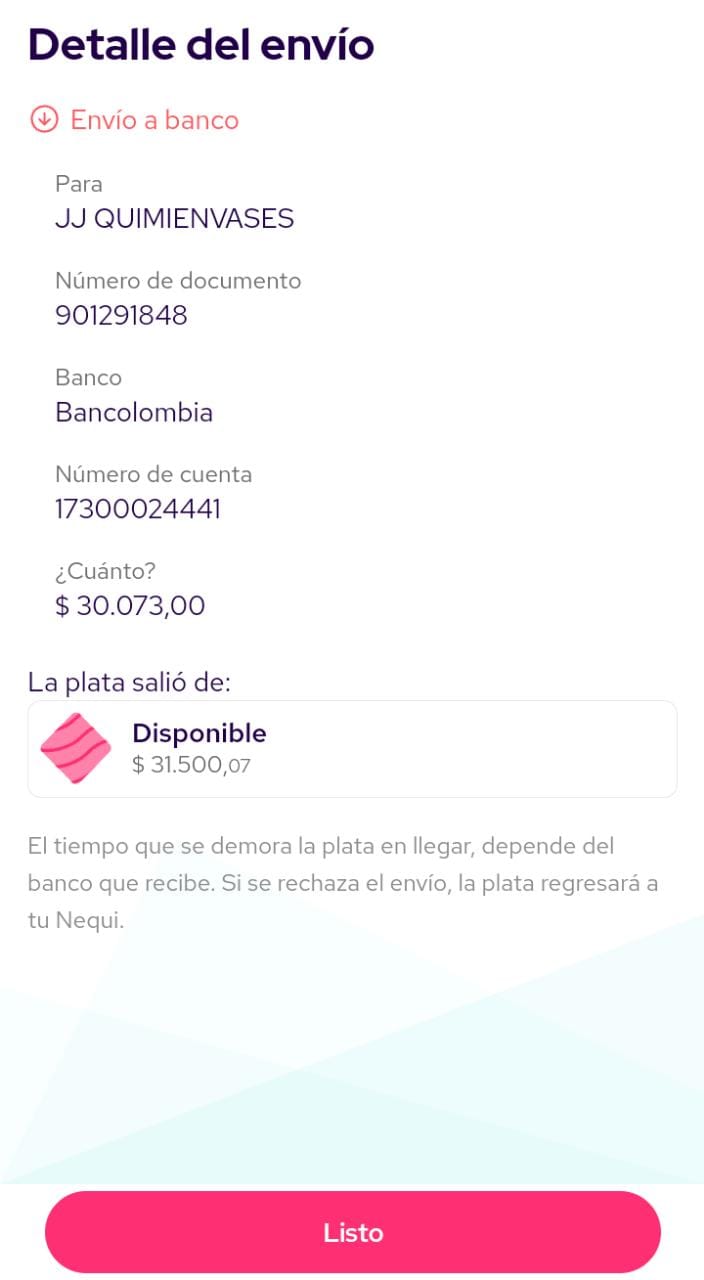 Detalle del envío
Envío a banco
Para
JJ QUIMIENVASES
Número de documento
901291848
Banco
Bancolombia
Número de cuenta
17300024441
¿Cuánto?
$ 30.073,00
La plata salió de:
Disponible
$ 31.500,07
El tiempo que se demora la plata en llegar, depende del
banco que recibe. Si se rechaza el envío, la plata regresará a
tu Nequi.
Listo